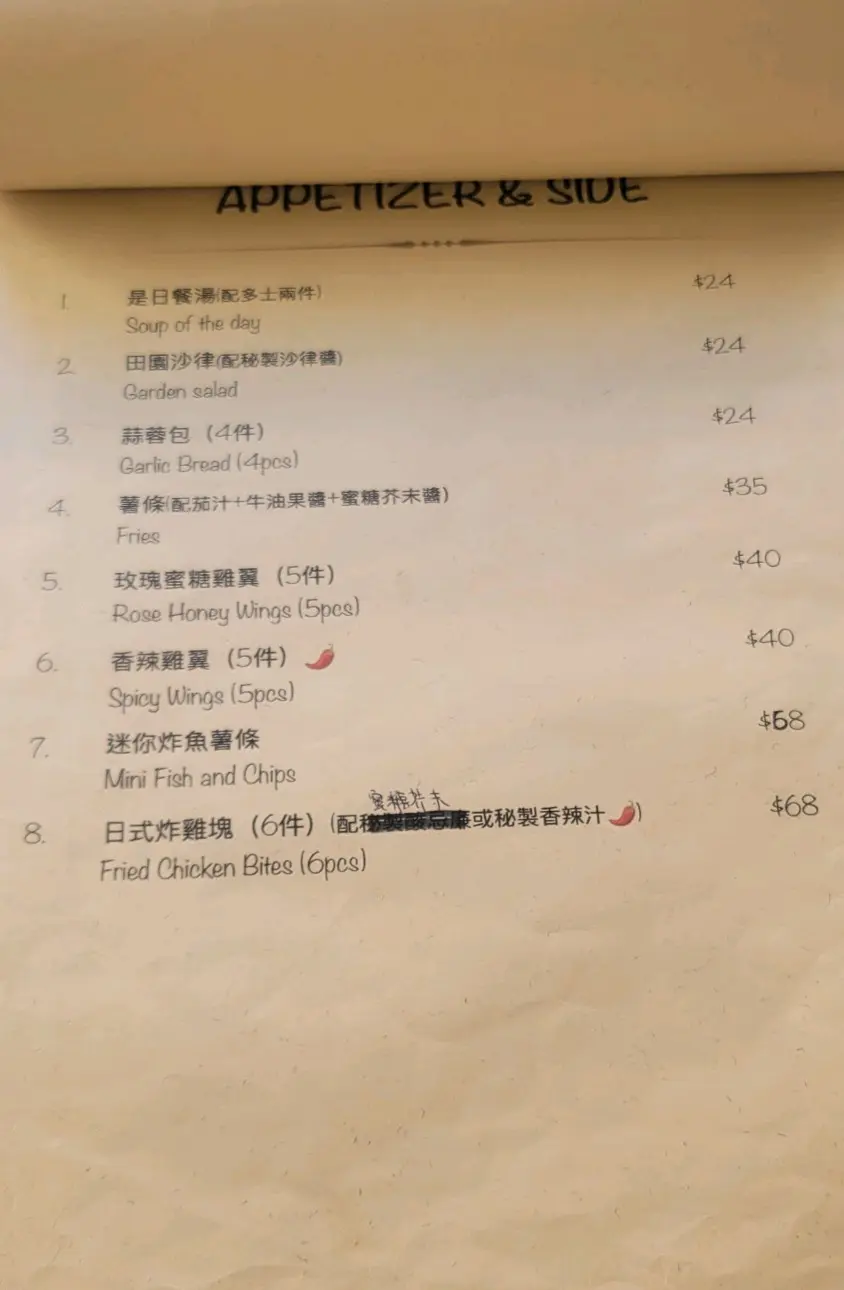 APPETIZER & SIDE
1. 是日餐湯(配多士兩件) $24
Soup of the day
2. 田園沙律(配秘製沙律醬) $24
Garden salad
3. 蒜蓉包 (4件) $24
Garlic Bread (4pcs)
4. 薯條(配茄汁+牛油果醬+蜜糖芥末醬) $35
Fries
5. 玫瑰蜜糖雞翼 (5件) $40
Rose Honey Wings (5pcs)
6. 香辣雞翼 (5件) $40
Spicy Wings (5pcs)
7. 迷你炸魚薯條
Mini Fish and Chips
蜜糖芥末
8. 日式炸雞塊 (6件) (配或秘製香辣汁) $68
Fried Chicken Bites (6pcs)